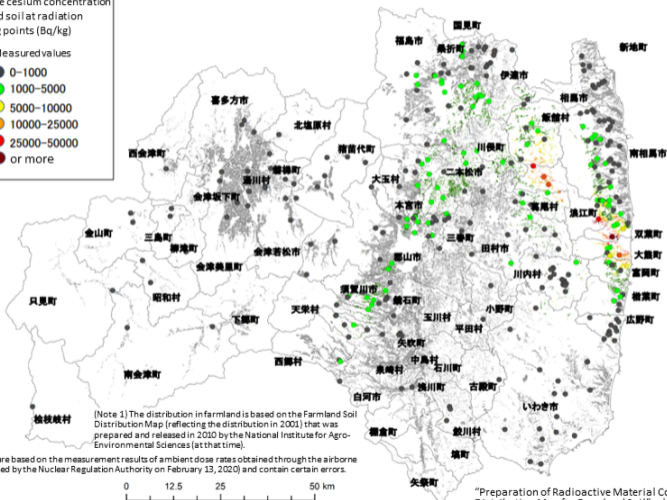 e cesium concentration
d soil at radiation
g points (Bq/kg)
Measured values
0-1000
1000-5000
5000-10000
10000-25000
25000-50000
or more
国見町
福島市
桑折町
新地町
伊達市
相馬市
喜多方市
飯舘村
北塩原村
川俣町
西会津町
猪苗代町
南相馬市
磐梯町
湯川村
大玉村
二本松市
会津坂下町
本宮市
葛尾村
浪江町
金山町
三島町
三春町
双葉町
柳津町
田村市
会津若松市
郡山市
大熊町
会津美里町
川内村
富岡町
須賀川市
只見町
昭和村
鏡石町
楢葉町
天栄村
小野町
下郷町
玉川村
広野町
平田村
矢吹町
西郷村
中島村
泉崎村
石川町
南会津町
浅川町
古殿町
白河市
いわき市
檜枝岐村
(Note 1) The distribution in farmland is based on the Farmland Soil
Distribution Map (reflecting the distribution in 2001) that was
prepared and released in 2010 by the National Institute for Agro-
Environmental Sciences (at that time).
棚倉町
鮫川村
塙町
re based on the measurement results of ambient dose rates obtained through the airborne
ed by the Nuclear Regulation Authority on February 13, 2020) and contain certain errors.
矢祭町
0 12.5 25 50 km
"Preparation of Radioactive Material Co